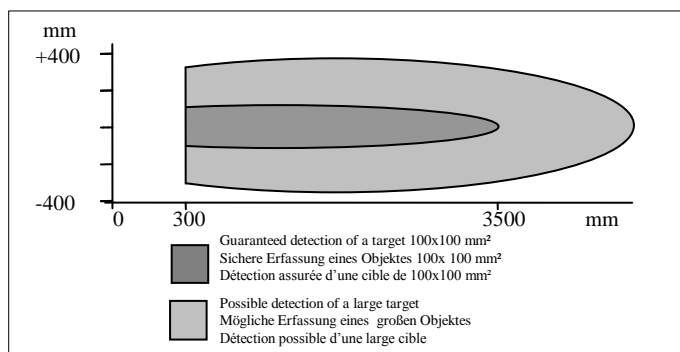 mm
+400
-400
0 300 3500 mm
Guaranteed detection of a target 100x100 mm²
Sichere Erfassung eines Objektes 100x 100 mm²
Détection assurée d'une cible de 100x100 mm²
Possible detection of a large target
Mögliche Erfassung eines großen Objektes
Détection possible d'une large cible